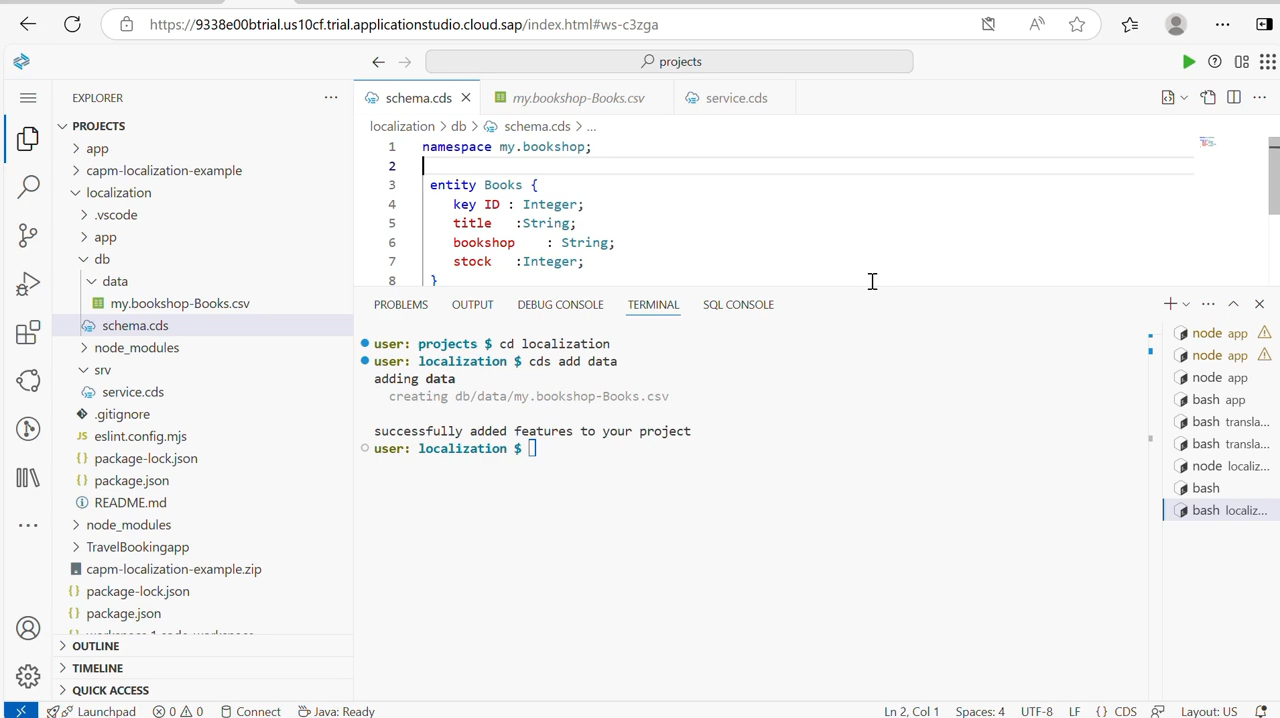 https://9338e00btrial.us10cf.trial.applicationstudio.cloud.sap/index.html#ws-c3zga
projects
EXPLORER
schema.cds
my.bookshop-Books.csv
service.cds
PROJECTS
app
capm-localization-example
localization
.vscode
app
db
data
my.bookshop-Books.csv
schema.cds
node_modules
srv
service.cds
.gitignore
JS eslint.config.mjs
{} package-lock.json
{} package.json
README.md
node_modules
TravelBookingapp
capm-localization-example.zip
{} package-lock.json
{} package.json
OUTLINE
TIMELINE
QUICK ACCESS
localization > db > schema.cds > ...
1 namespace my.bookshop;
2
3 entity Books {
4 key ID : Integer;
5 title :String;
6 bookshop : String;
7 stock :Integer;
8 }
PROBLEMS OUTPUT DEBUG CONSOLE TERMINAL SQL CONSOLE
user: projects $ cd localization
user: localization $ cds add data
adding data
creating db/data/my.bookshop-Books.csv
successfully added features to your project
user: localization $
node app
node app
node app
bash app
bash transla...
bash transla...
node localiz...
bash
bash localiz...
Launchpad 0 0 Connect Java: Ready Ln 2, Col 1 Spaces: 4 UTF-8 LF {} CDS Layout: US